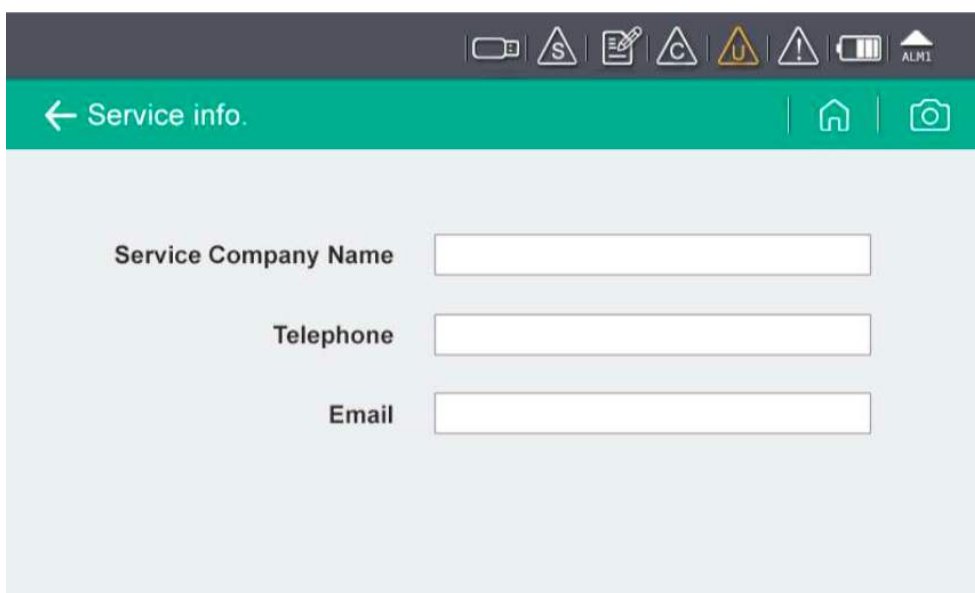 S
C
U
!
ALM1
Service info.
Service Company Name
Telephone
Email